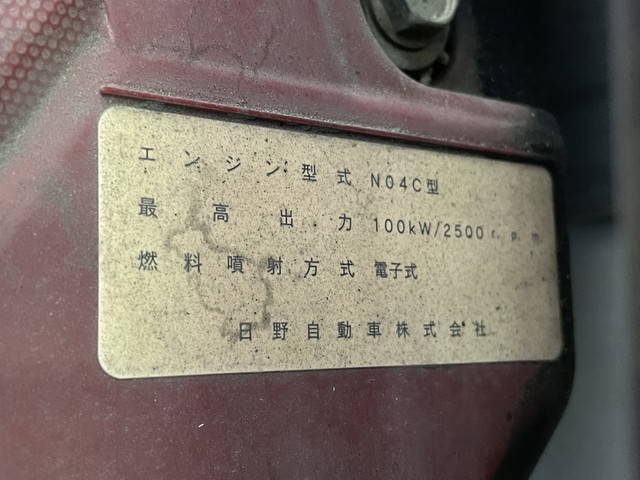 エンジン型式 N04C型
最高出力 100kW/2500 r.p.m.
燃料噴射方式 電子式
日野自動車株式会社